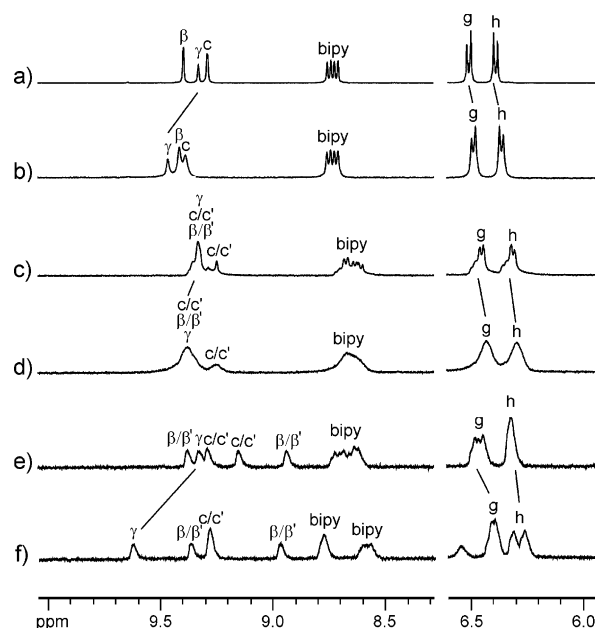 β
γ c
bipy
g
h
a)
γ β c
bipy
g
h
b)
γ
c/c'
β/β'
bipy
g
h
c)
c/c'
β/β'
γ
c/c'
bipy
g
h
d)
β/β' γ c/c' c/c' β/β'
bipy
g
h
e)
γ
β/β' c/c'
β/β'
bipy
bipy
g
h
f)
ppm 9.5 9.0 8.5 6.5 6.0